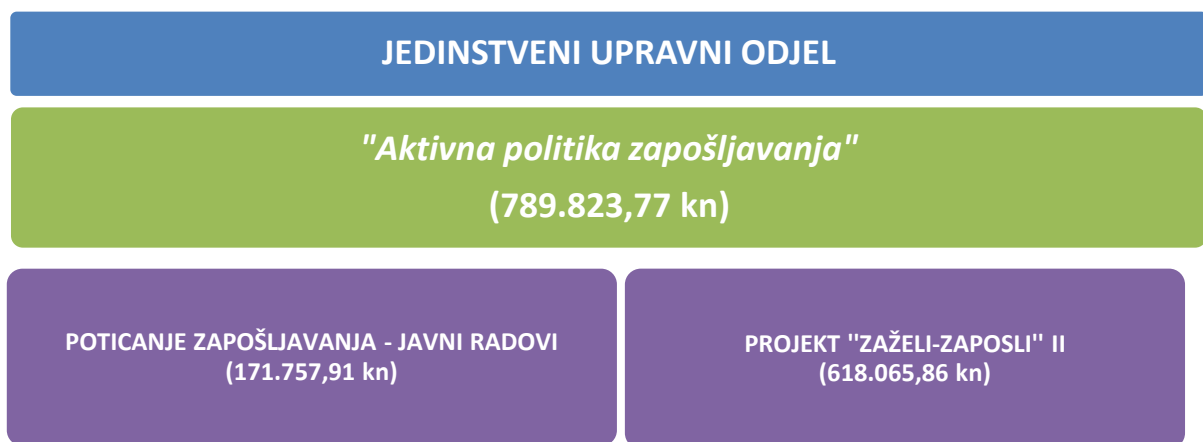 JEDINSTVENI UPRAVNI ODJEL
"Aktivna politika zapošljavanja"
(789.823,77 kn)
POTICANJE ZAPOŠLJAVANJA - JAVNI RADOVI
(171.757,91 kn)
PROJEKT ''ZAŽELI-ZAPOSLI'' II
(618.065,86 kn)